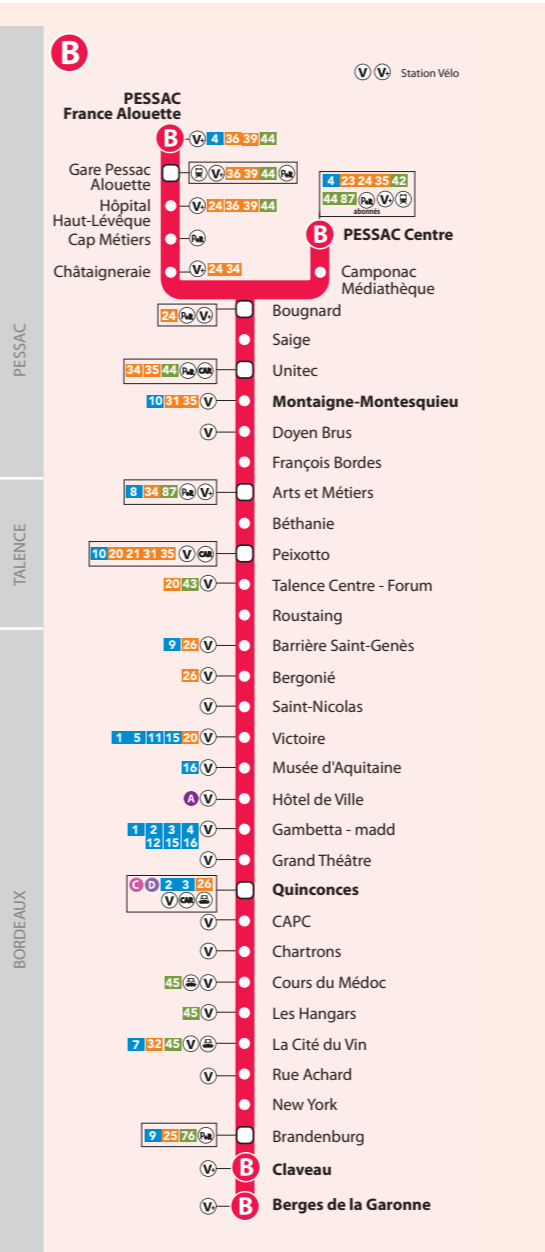 B
V V+ Station Vélo
PESSAC
France Alouette
B V+ 4 36 39 44
Gare Pessac
Alouette
V+ 36 39 44 P+R
Hôpital
Haut-Lévêque
V+ 24 36 39 44
Cap Métiers
P+R
Châtaigneraie
V+ 24 34
4 23 24 35 42
44 87 P+R V+
abonnés
B PESSAC Centre
Camponac
Médiathèque
PESSAC
24 P+R V+ Bougnard
Saige
34 35 44 P+R CAR Unitec
10 31 35 V Montaigne-Montesquieu
V Doyen Brus
François Bordes
TALENCE
8 34 87 P+R V+ Arts et Métiers
Béthanie
10 20 21 31 35 V CAR Peixotto
20 43 V Talence Centre - Forum
Roustaing
BORDEAUX
9 26 V Barrière Saint-Genès
26 V Bergonié
V Saint-Nicolas
1 5 11 15 20 V Victoire
16 V Musée d'Aquitaine
A V Hôtel de Ville
1 2 3 4 V Gambetta - madd
12 15 16
V Grand Théâtre
C D 2 3 26 Quinconces
V CAR
V CAPC
V Chartrons
45 V Cours du Médoc
45 V Les Hangars
7 32 45 V La Cité du Vin
V Rue Achard
New York
9 25 76 P+R Brandenburg
V+ B Claveau
V+ B Berges de la Garonne